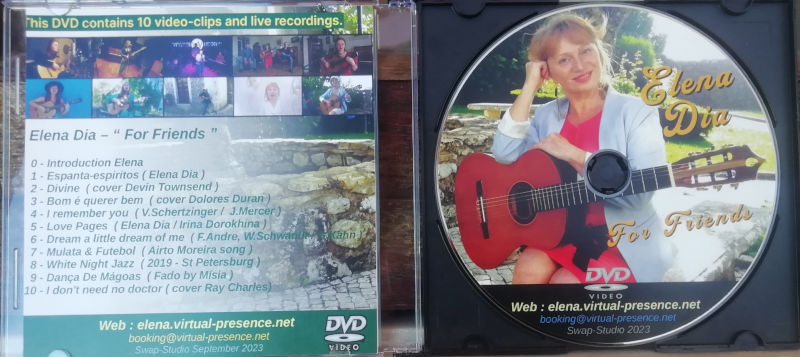 This DVD contains 10 video-clips and live recordings.
Elena Dia – “ For Friends ”
0 - Introduction Elena
1 - Espanta-espiritos ( Elena Dia )
2 - Divine ( cover Devin Townsend )
3 - Bom é querer bem ( cover Dolores Duran )
4 - I remember you ( V.Schertzinger / J.Mercer )
5 - Love Pages ( Elena Dia / Irina Dorokhina )
6 - Dream a little dream of me ( F.Andre, W.Schwandt / G.Kahn )
7 - Mulata & Futebol ( Airto Moreira song )
8 - White Night Jazz ( 2019 - St Petersburg )
9 - Dança De Mágoas ( Fado by Mísia )
10 - I don't need no doctor ( cover Ray Charles)
Web : elena.virtual-presence.net
booking@virtual-presence.net
Swap-Studio September 2023
DVD
VIDEO
Elena
Dia
For Friends
DVD
VIDEO
Web : elena.virtual-presence.net
booking@virtual-presence.net
Swap-Studio 2023